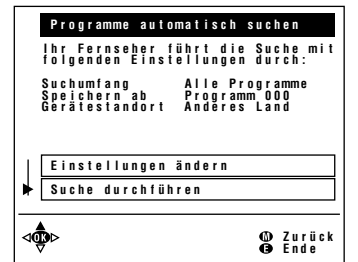 Programme automatisch suchen
Ihr Fernseher führt die Suche mit
folgenden Einstellungen durch:
Suchumfang Alle Programme
Speichern ab Programm 000
Gerätestandort Anderes Land
Einstellungen ändern
Suche durchführen
OK
M Zurück
E Ende